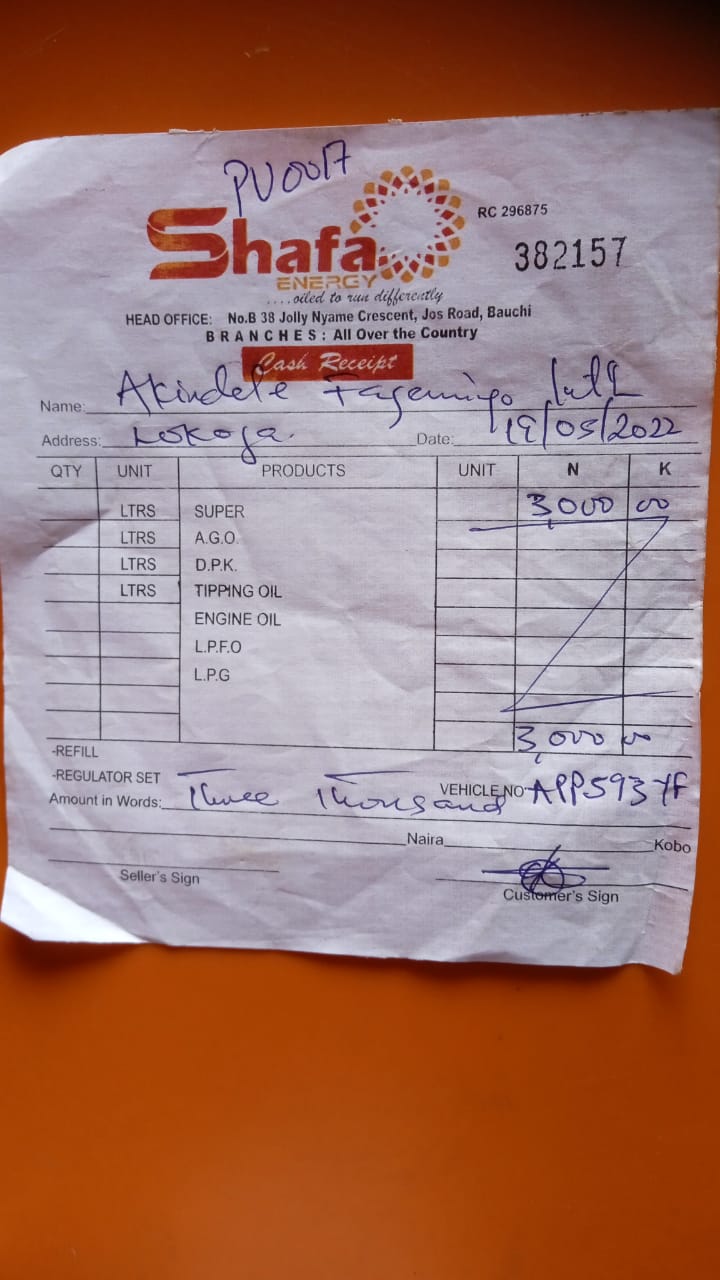 PV0017
Shafa
ENERGY
....oiled to run differently
RC 296875
382157
HEAD OFFICE: No.B 38 Jolly Nyame Crescent, Jos Road, Bauchi
BRANCHES: All Over the Country
Cash Receipt
Name: Akindele
Address: Lokoja. Date: 19/05/2022
QTY UNIT PRODUCTS UNIT N K
LTRS SUPER 3,000 00
LTRS A.G.O.
LTRS D.P.K.
LTRS TIPPING OIL
ENGINE OIL
L.P.F.O
L.P.G
3,000 00
-REFILL
-REGULATOR SET VEHICLE NO APP593YF
Amount in Words: Three Thousand
Naira Kobo
Seller's Sign Customer's Sign